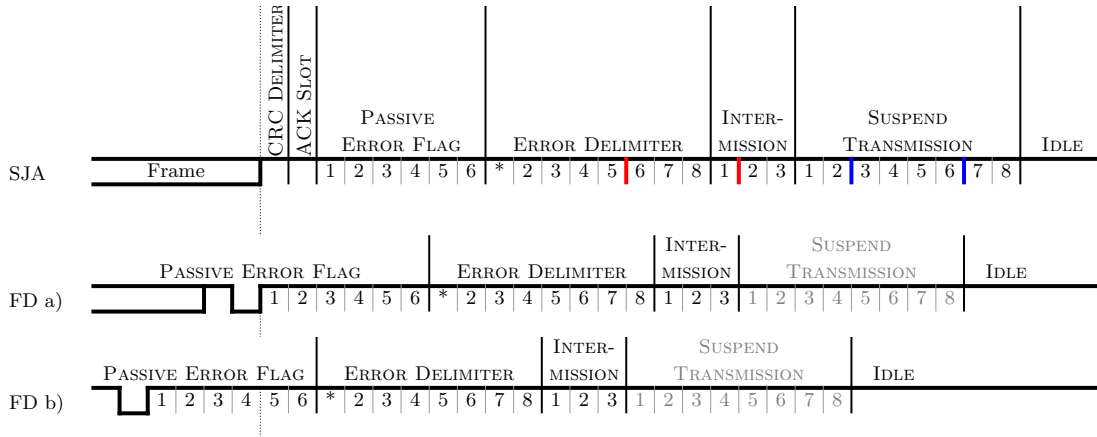 CRC Delimiter
ACK Slot
Passive
Error Flag
Error Delimiter
Inter-
mission
Suspend
Transmission
Idle
SJA
Frame
1 2 3 4 5 6 * 2 3 4 5 6 7 8 1 2 3 1 2 3 4 5 6 7 8
Inter-
mission
Suspend
Transmission
Passive Error Flag
Error Delimiter
Idle
FD a)
1 2 3 4 5 6 * 2 3 4 5 6 7 8 1 2 3 1 2 3 4 5 6 7 8
Inter-
mission
Suspend
Transmission
Passive Error Flag
Error Delimiter
Idle
FD b)
1 2 3 4 5 6 * 2 3 4 5 6 7 8 1 2 3 1 2 3 4 5 6 7 8